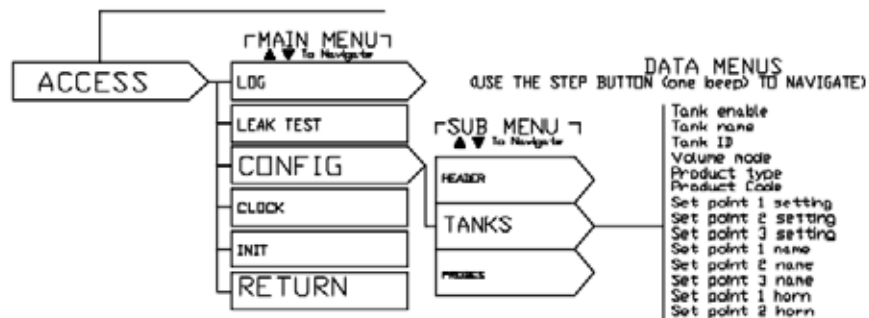 MAIN MENU
▲ ▼ To Navigate
ACCESS
LOG
LEAK TEST
CONFIG
CLOCK
INIT
RETURN
SUB MENU
▲ ▼ To Navigate
HEADER
TANKS
PROBES
DATA MENUS
(USE THE STEP BUTTON (one beep) TO NAVIGATE)
Tank enable
Tank name
Tank ID
Volume mode
Product type
Product Code
Set point 1 setting
Set point 2 setting
Set point 3 setting
Set point 1 name
Set point 2 name
Set point 3 name
Set point 1 horn
Set point 2 horn